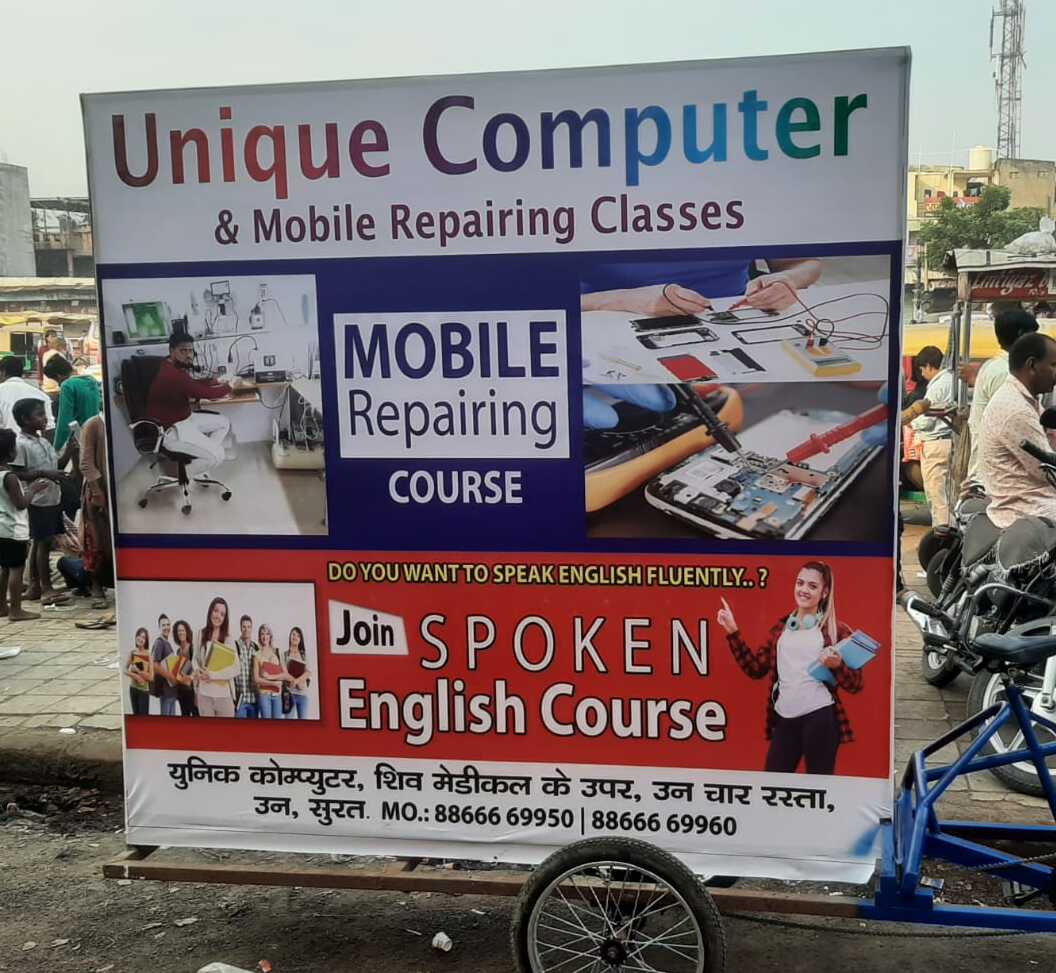 Unique Computer
& Mobile Repairing Classes
MOBILE
Repairing
COURSE
DO YOU WANT TO SPEAK ENGLISH FLUENTLY.. ?
Join SPOKEN
English Course
युनिक कोम्प्युटर, शिव मेडीकल के उपर, उन चार रस्ता,
उन, सुरत. MO.: 88666 69950 | 88666 69960